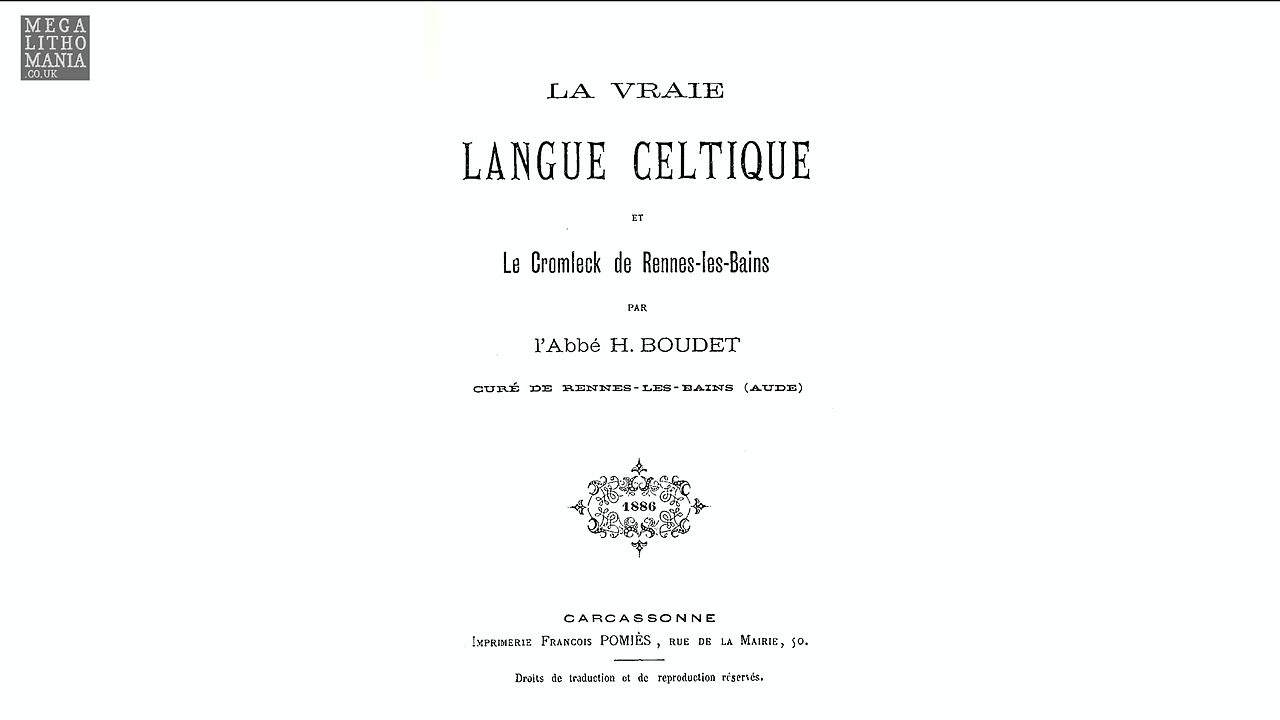 MEGA
LITHO
MANIA
.CO.UK
LA VRAIE
LANGUE CELTIQUE
ET
Le Cromleck de Rennes-les-Bains
PAR
l'Abbé H. BOUDET
CURÉ DE RENNES-LES-BAINS (AUDE)
1886
CARCASSONNE
Imprimerie Francois POMIÈS, rue de la Mairie, 50.
Droits de traduction et de reproduction réservés.